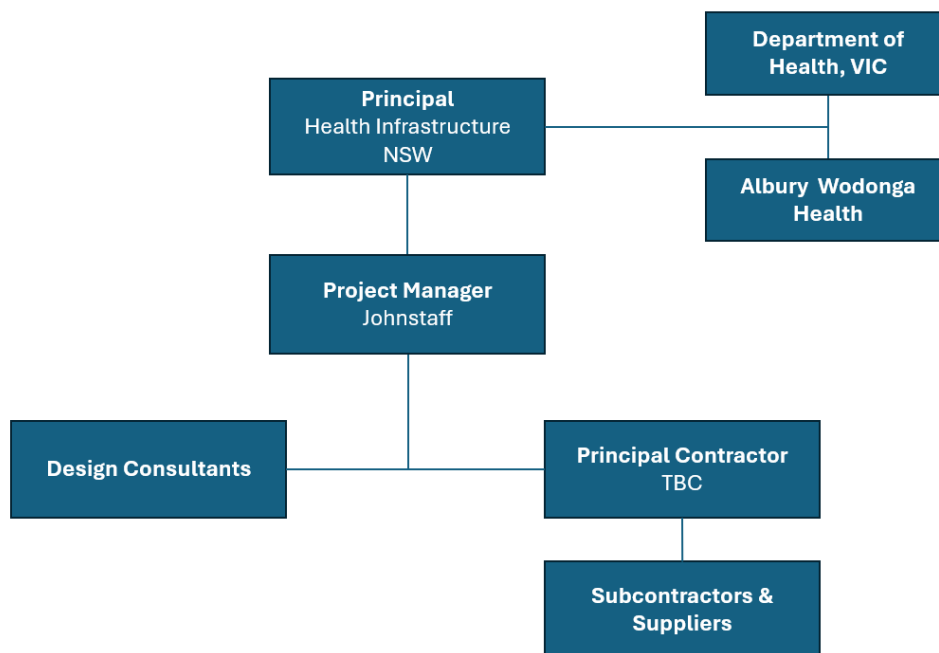 Department of
Health, VIC
Principal
Health Infrastructure
NSW
Albury  Wodonga
Health
Project Manager
Johnstaff
Design Consultants
Principal Contractor
TBC
Subcontractors &
Suppliers